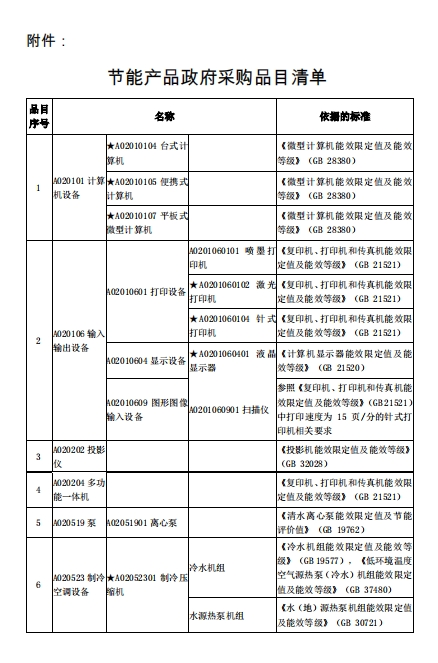 附件：
节能产品政府采购品目清单
品目
序号
名称
依据的标准
1
A020101 计算
机设备
★A02010104 台式计
算机
《微型计算机能效限定值及能效
等级》（GB 28380）
★A02010105 便携式
计算机
《微型计算机能效限定值及能效
等级》（GB 28380）
★A02010107 平板式
微型计算机
《微型计算机能效限定值及能效
等级》（GB 28380）
2
A020106 输入
输出设备
A02010601 打印设备
A0201060101 喷墨打
印机
《复印机、打印机和传真机能效限
定值及能效等级》（GB 21521）
★A0201060102 激光
打印机
《复印机、打印机和传真机能效限
定值及能效等级》（GB 21521）
★A0201060104 针式
打印机
《复印机、打印机和传真机能效限
定值及能效等级》（GB 21521）
A02010604 显示设备
★A0201060401 液晶
显示器
《计算机显示器能效限定值及能
效等级》（GB 21520）
A02010609 图形图像
输入设备
A0201060901 扫描仪
参照《复印机、打印机和传真机能
效限定值及能效等级》（GB21521）
中打印速度为 15 页/分的针式打
印机相关要求
3
A020202 投影
仪
《投影机能效限定值及能效等级》
（GB 32028）
4
A020204 多功
能一体机
《复印机、打印机和传真机能效限
定值及能效等级》（GB 21521）
5
A020519 泵
A02051901 离心泵
《清水离心泵能效限定值及节能
评价值》（GB 19762）
6
A020523 制冷
空调设备
★A02052301 制冷压
缩机
冷水机组
《冷水机组能效限定值及能效等
级》（GB 19577），《低环境温度
空气源热泵（冷水）机组能效限定
值及能效等级》（GB 37480）
水源热泵机组
《水（地）源热泵机组能效限定值
及能效等级》（GB 30721）